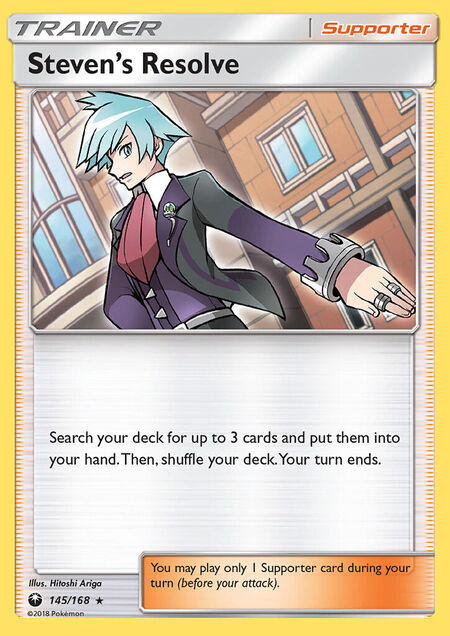 TRAINER Supporter
Steven's Resolve
Search your deck for up to 3 cards and put them into
your hand. Then, shuffle your deck. Your turn ends.
Illus. Hitoshi Ariga
You may play only 1 Supporter card during your
turn (before your attack).
145/168 ★
©2018 Pokémon